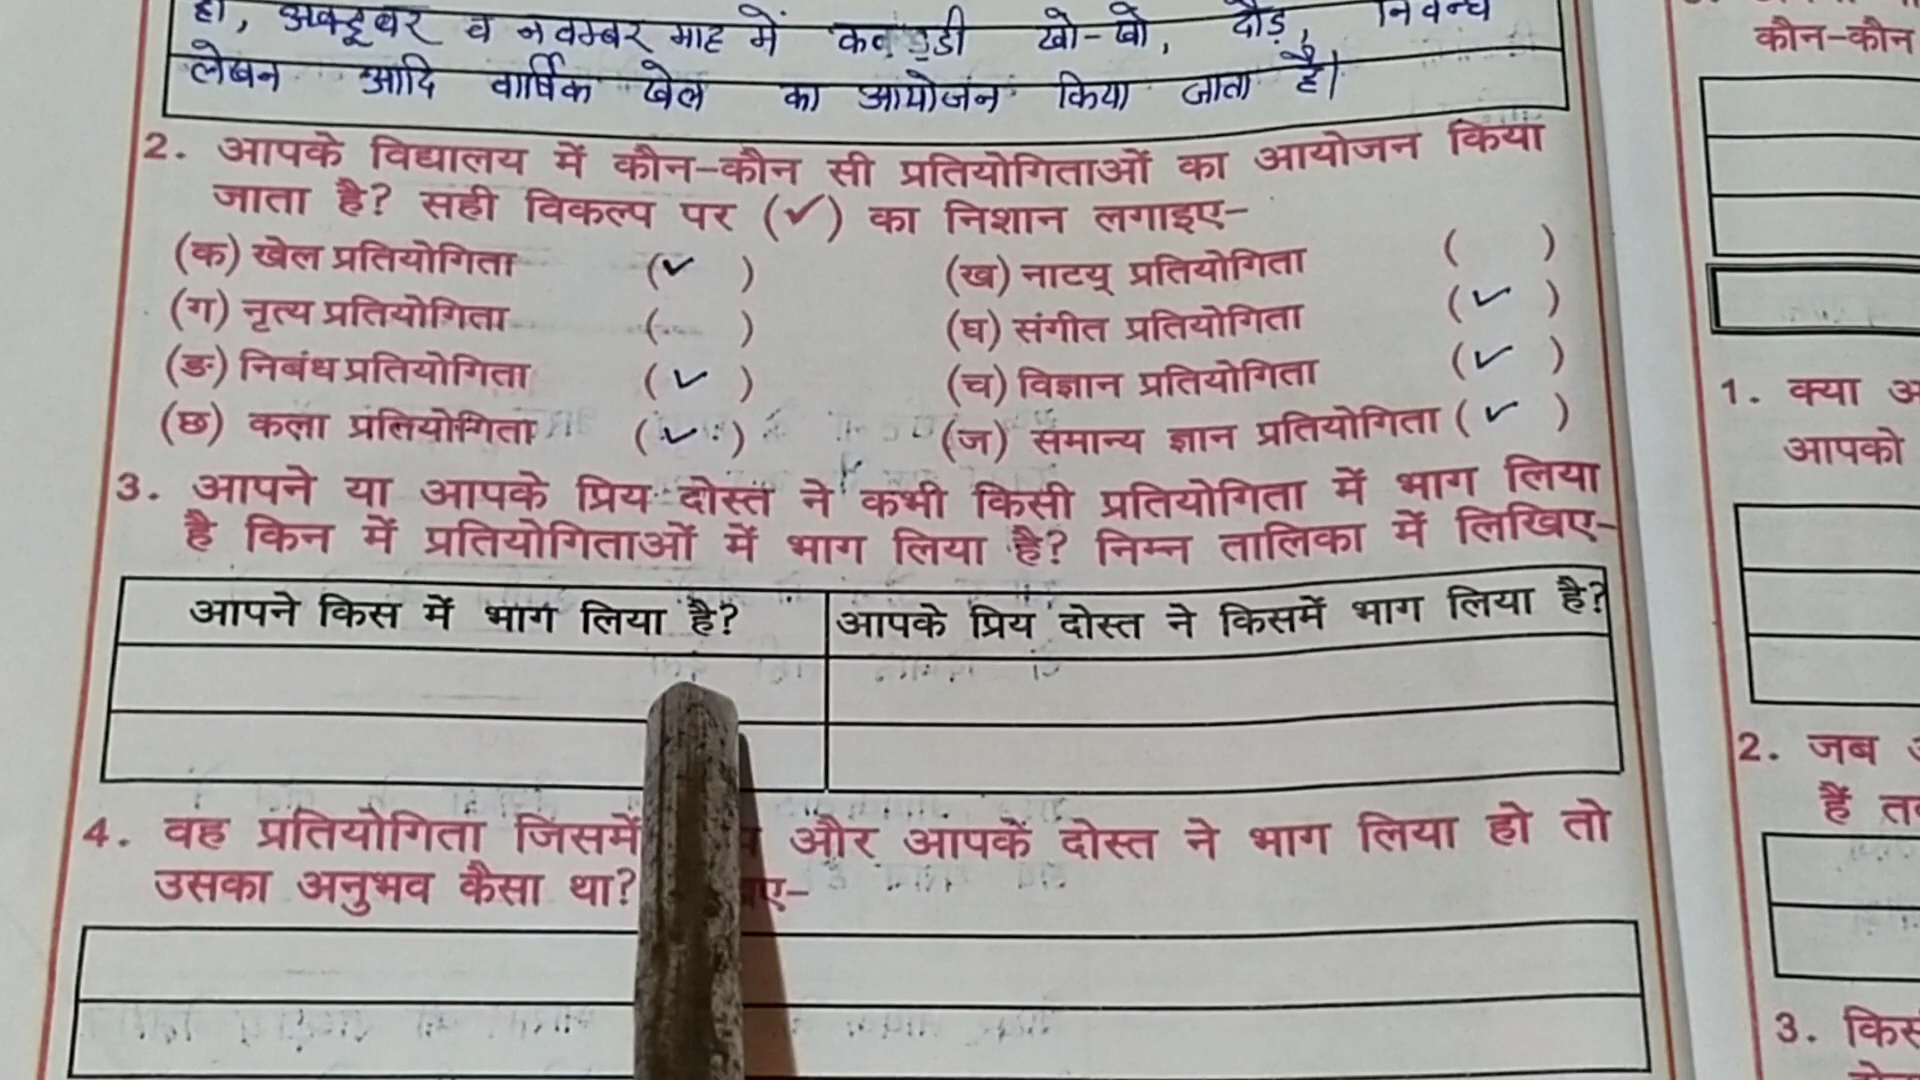 हो, अक्टूबर व नवम्बर माह में कबड्डी खो-खो, दौड़, निबन्ध
लेखन आदि वार्षिक खेल का आयोजन किया जाता है।
2. आपके विद्यालय में कौन-कौन सी प्रतियोगिताओं का आयोजन किया
जाता है? सही विकल्प पर (✓) का निशान लगाइए-
(क) खेल प्रतियोगिता (✓) (ख) नाटयू प्रतियोगिता ( )
(ग) नृत्य प्रतियोगिता ( ) (घ) संगीत प्रतियोगिता (✓)
(ङ) निबंध प्रतियोगिता (✓) (च) विज्ञान प्रतियोगिता (✓)
(छ) कला प्रतियोगिता (✓) (ज) समान्य ज्ञान प्रतियोगिता (✓)
3. आपने या आपके प्रिय दोस्त ने कभी किसी प्रतियोगिता में भाग लिया
है किन में प्रतियोगिताओं में भाग लिया है? निम्न तालिका में लिखिए-
आपने किस में भाग लिया है? आपके प्रिय दोस्त ने किसमें भाग लिया है?
4. वह प्रतियोगिता जिसमें और आपकें दोस्त ने भाग लिया हो तो
उसका अनुभव कैसा था?
कौन-कौन
1. क्या
आपको
2. जब
हैं
3.